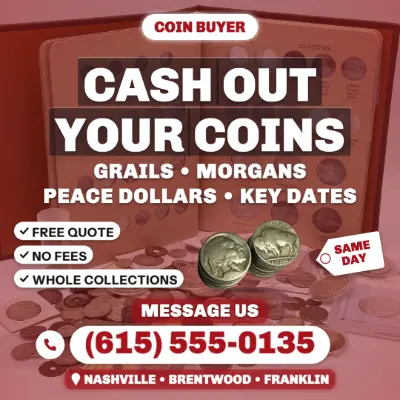 COIN BUYER
QUARTERS
CASH OUT
YOUR COINS
GRAILS • MORGANS
PEACE DOLLARS • KEY DATES
FREE QUOTE
NO FEES
WHOLE COLLECTIONS
SAME
DAY
MESSAGE US
(615) 555-0135
NASHVILLE • BRENTWOOD • FRANKLIN